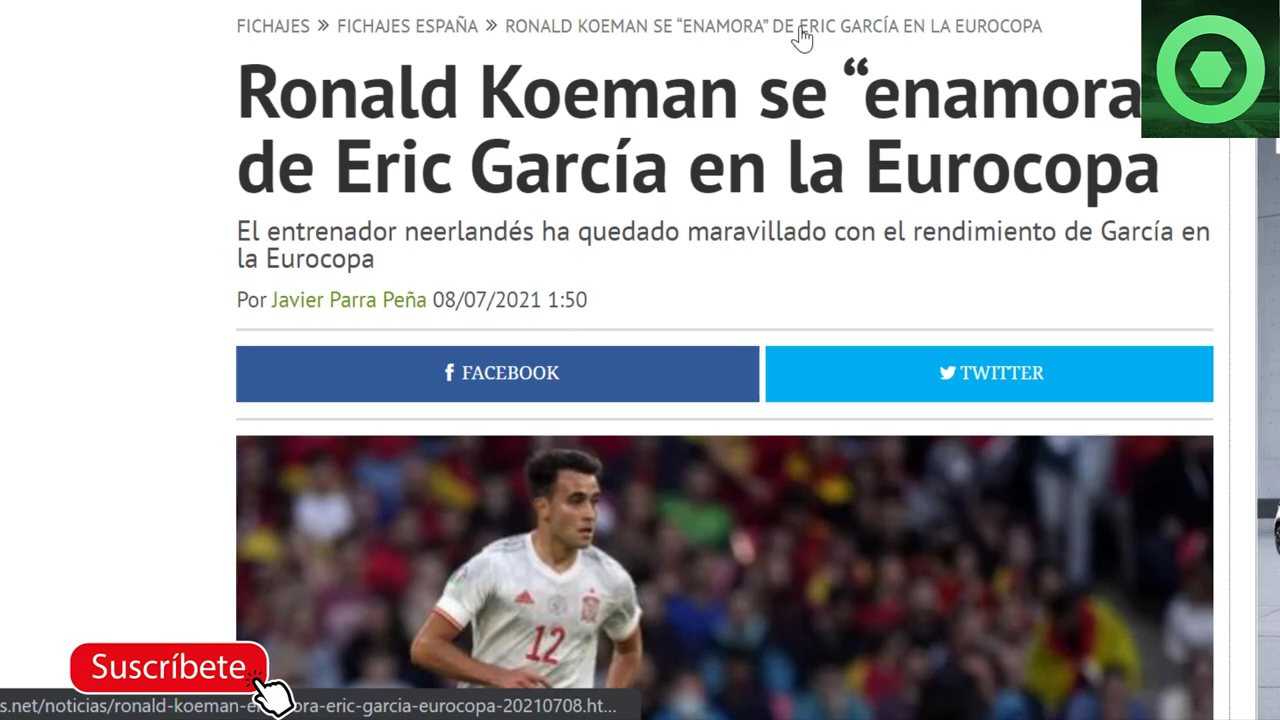 FICHAJES » FICHAJES ESPAÑA » RONALD KOEMAN SE “ENAMORA” DE ERIC GARCÍA EN LA EUROCOPA
Ronald Koeman se “enamora
de Eric García en la Eurocopa
El entrenador neerlandés ha quedado maravillado con el rendimiento de García en
la Eurocopa
Por Javier Parra Peña 08/07/2021 1:50
FACEBOOK
TWITTER
12
Suscríbete
s.net/noticias/ronald-koeman-e ora-eric-garcia-eurocopa-20210708.ht...